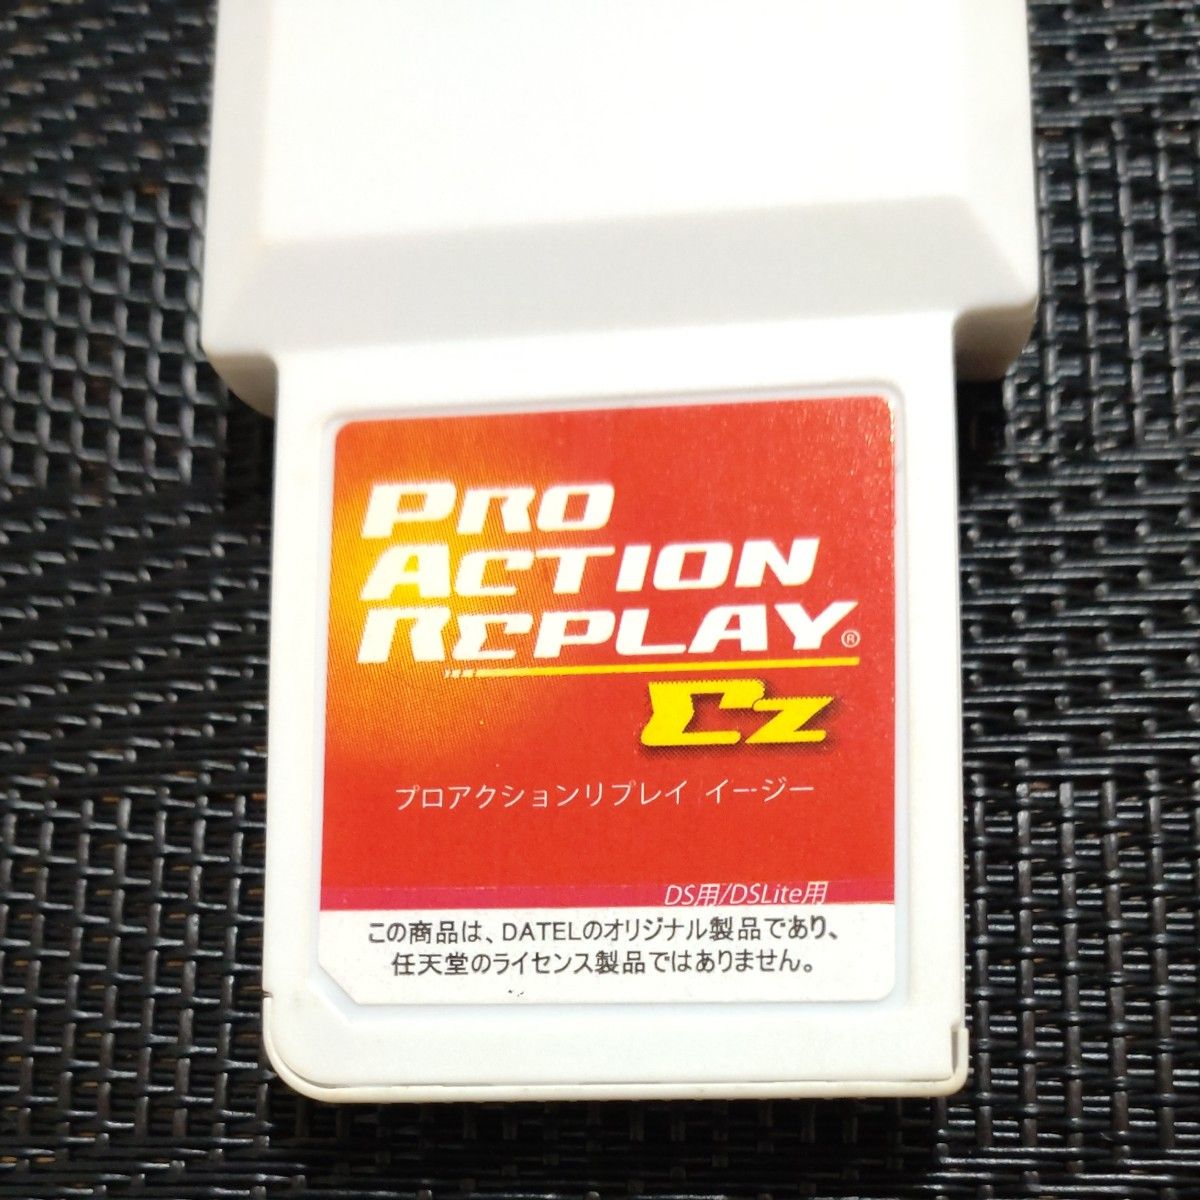 PRO
ACTION
REPLAY®
EZ
プロアクションリプレイ イージー
DS用/DSLite用
この商品は、DATELのオリジナル製品であり、
任天堂のライセンス製品ではありません。